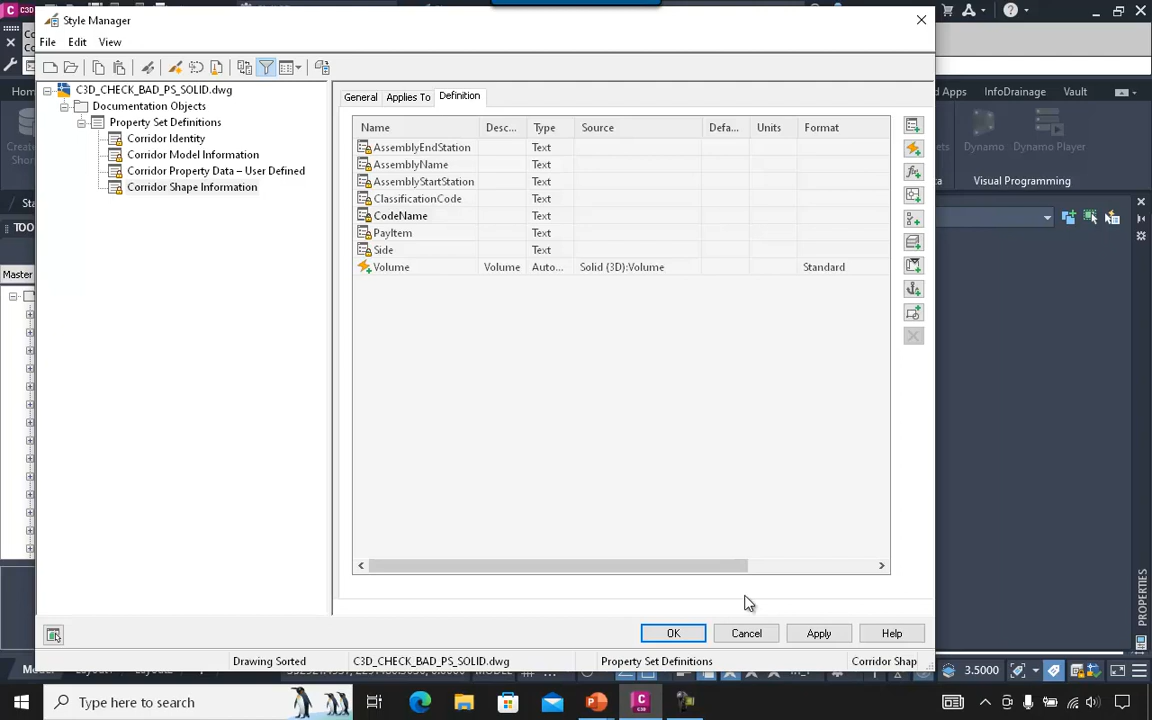 C3D
Style Manager
File Edit View
C3D_CHECK_BAD_PS_SOLID.dwg
Documentation Objects
Property Set Definitions
Corridor Identity
Corridor Model Information
Corridor Property Data – User Defined
Corridor Shape Information
General Applies To Definition
Name Desc... Type Source Defa... Units Format
AssemblyEndStation Text
AssemblyName Text
AssemblyStartStation Text
ClassificationCode Text
CodeName Text
PayItem Text
Side Text
Volume Volume Auto... Solid (3D):Volume Standard
OK Cancel Apply Help
Drawing Sorted C3D_CHECK_BAD_PS_SOLID.dwg Property Set Definitions Corridor Shap
d Apps InfoDrainage Vault
Dynamo Dynamo Player
Visual Programming
TOO
Master
PROPERTIES
3.5000
Type here to search
C3D